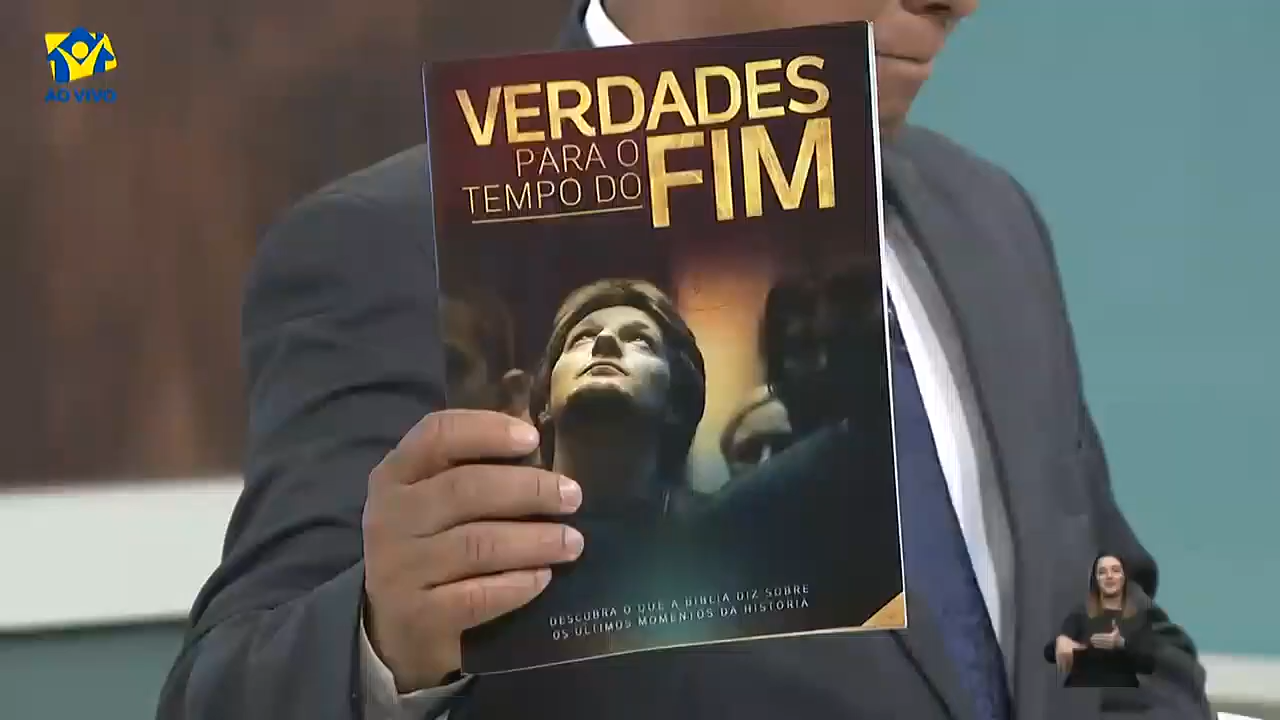 AO VIVO
VERDADES
PARA O
TEMPO DO
FIM
DESCUBRA O QUE A BÍBLIA DIZ SOBRE
OS ÚLTIMOS MOMENTOS DA HISTÓRIA